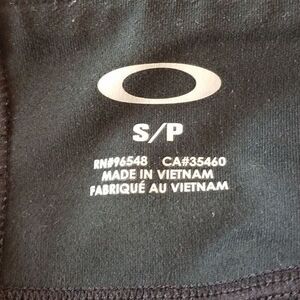 S/P
RN#96548 CA#35460
MADE IN VIETNAM
FABRIQUÉ AU VIETNAM